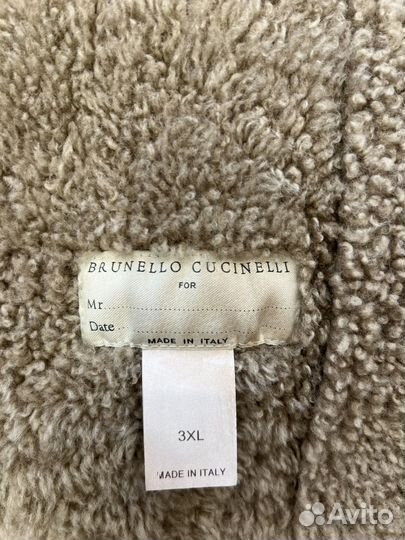 BRUNELLO CUCINELLI
FOR
Mr.
Date
MADE IN ITALY
3XL
MADE IN ITALY
Avito